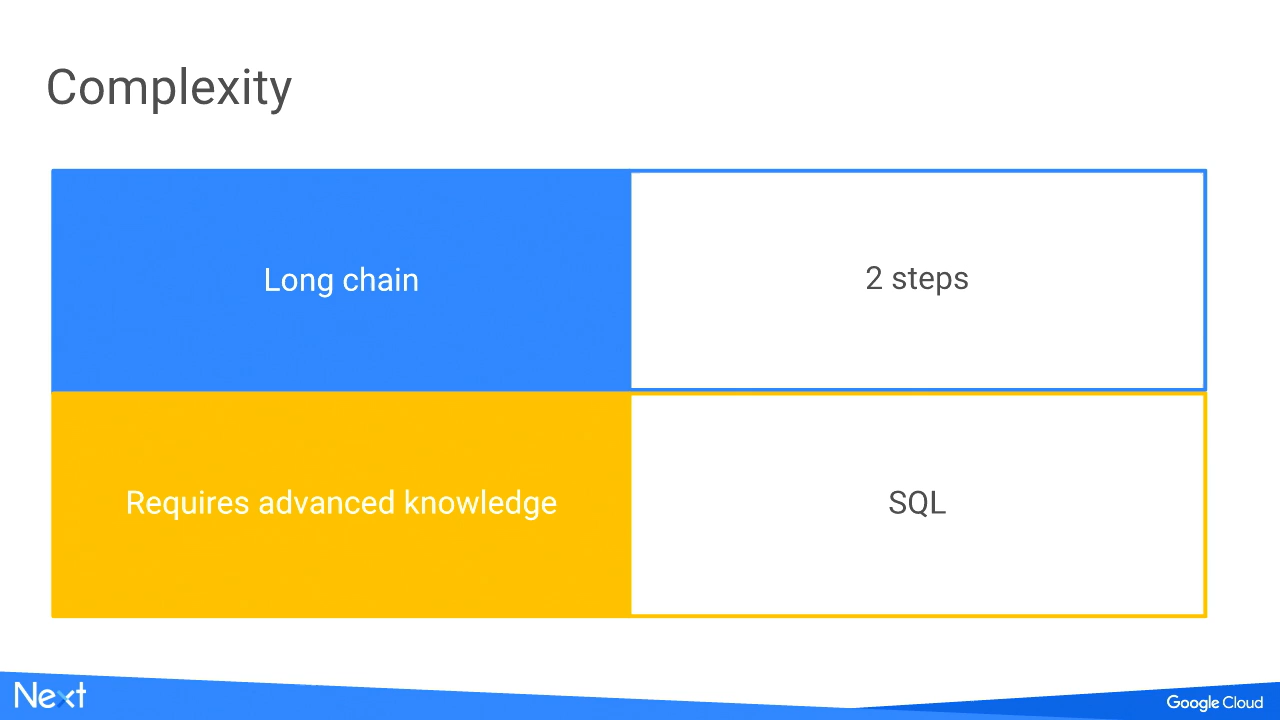 Complexity
Long chain
2 steps
Requires advanced knowledge
SQL
Next
Google Cloud